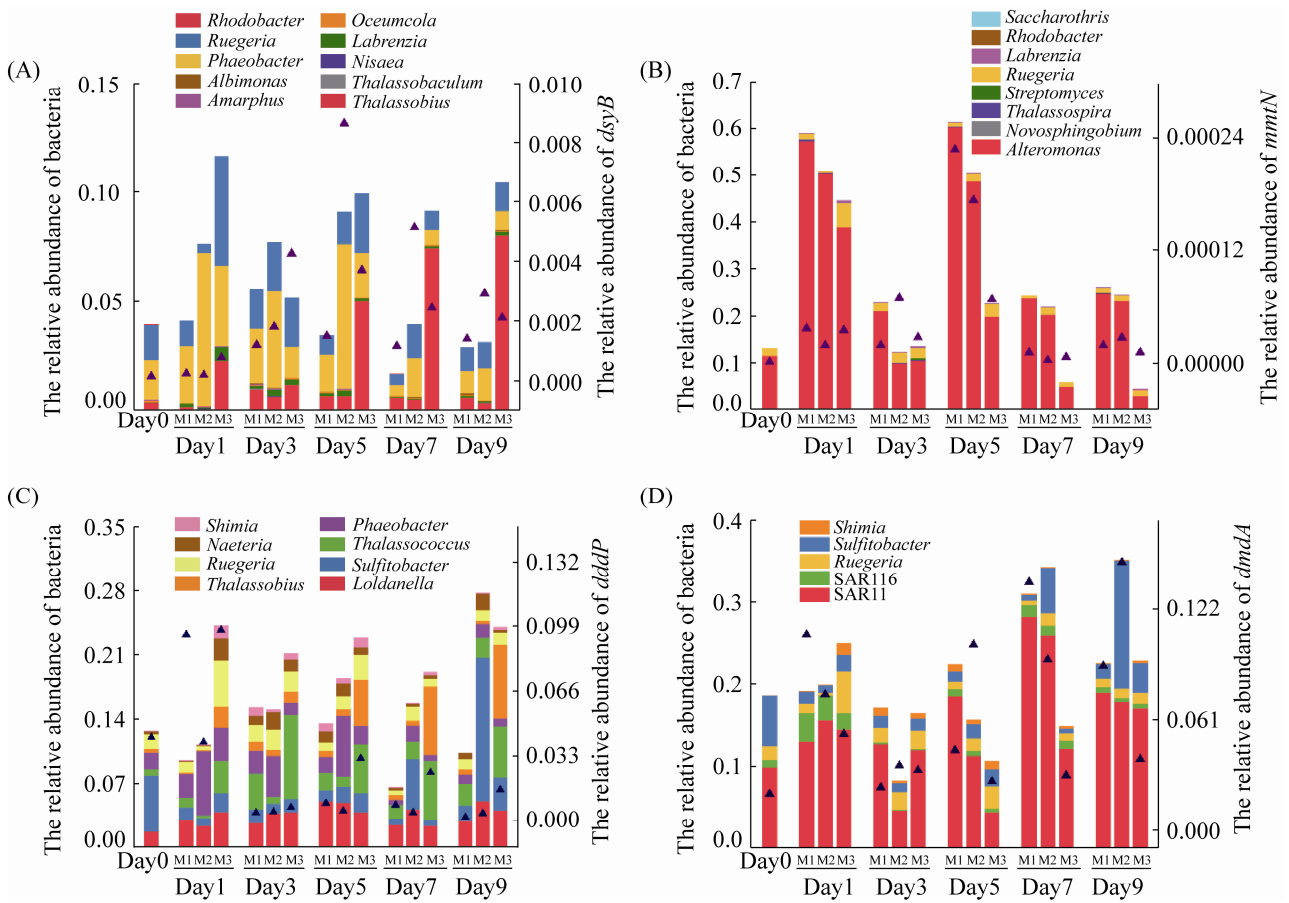 (A)
Rhodobacter
Ruegeria
Phaeobacter
Albimonas
Amarphus
Oceumcola
Labrenzia
Nisaea
Thalassobaculum
Thalassobius
The relative abundance of bacteria
0.15
0.10
0.05
0.00
The relative abundance of dsyB
0.010
0.008
0.006
0.004
0.002
0.000
Day0
M1 M2 M3 M1 M2 M3 M1 M2 M3 M1 M2 M3 M1 M2 M3
Day1 Day3 Day5 Day7 Day9
(B)
Saccharothris
Rhodobacter
Labrenzia
Ruegeria
Streptomyces
Thalassospira
Novosphingobium
Alteromonas
The relative abundance of bacteria
0.7
0.6
0.5
0.4
0.3
0.2
0.1
0.0
The relative abundance of mmtN
0.00024
0.00012
0.00000
Day0
M1 M2 M3 M1 M2 M3 M1 M2 M3 M1 M2 M3 M1 M2 M3
Day1 Day3 Day5 Day7 Day9
(C)
Shimia
Naeteria
Ruegeria
Thalassobius
Phaeobacter
Thalassococcus
Sulfitobacter
Loldanella
The relative abundance of bacteria
0.35
0.28
0.21
0.14
0.07
0.00
The relative abundance of dddP
0.132
0.099
0.066
0.033
0.000
Day0
M1 M2 M3 M1 M2 M3 M1 M2 M3 M1 M2 M3 M1 M2 M3
Day1 Day3 Day5 Day7 Day9
(D)
Shimia
Sulfitobacter
Ruegeria
SAR116
SAR11
The relative abundance of bacteria
0.4
0.3
0.2
0.1
0.0
The relative abundance of dmdA
0.122
0.061
0.000
Day0
M1 M2 M3 M1 M2 M3 M1 M2 M3 M1 M2 M3 M1 M2 M3
Day1 Day3 Day5 Day7 Day9